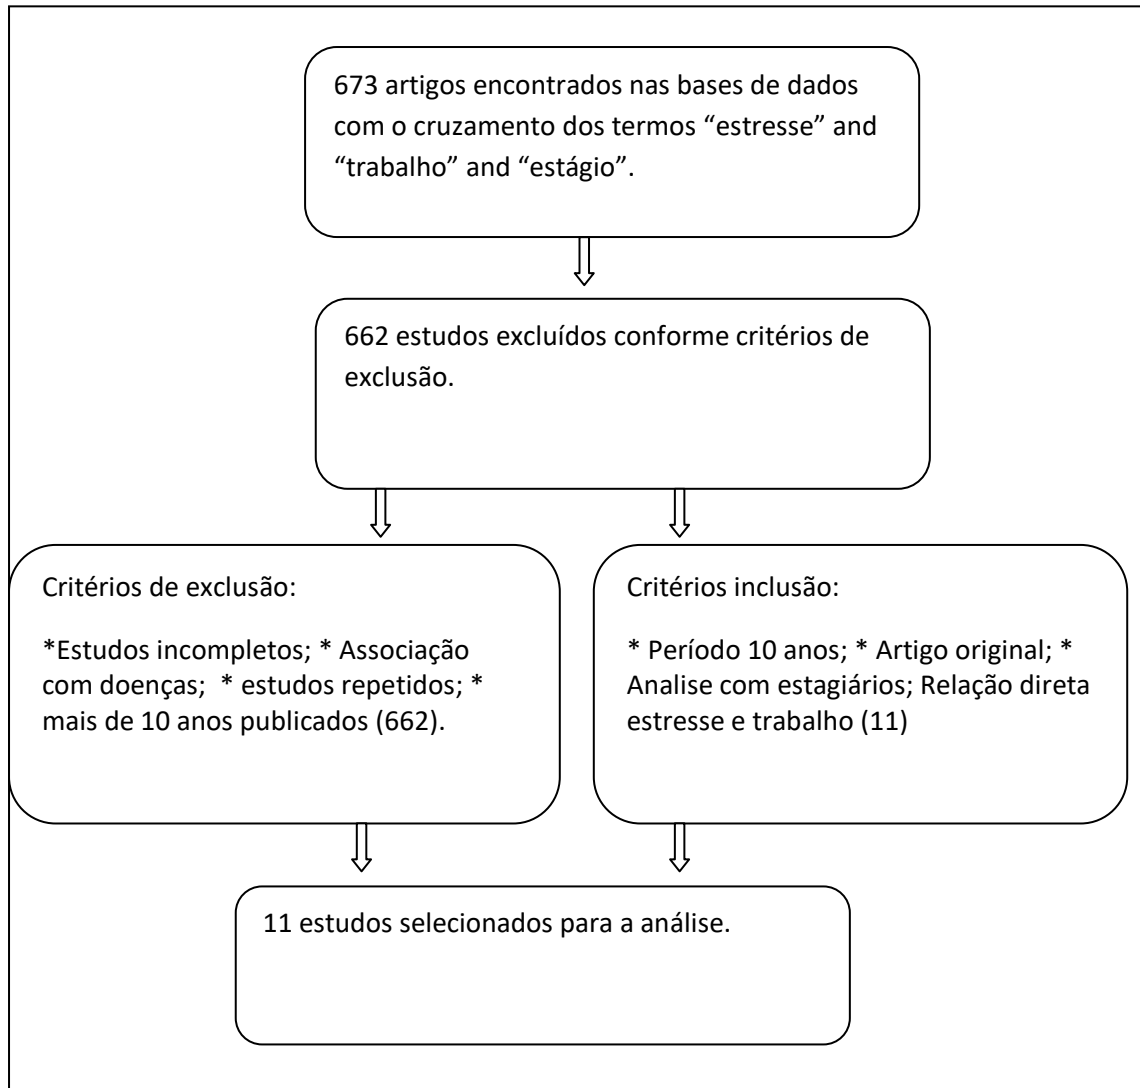 673 artigos encontrados nas bases de dados
com o cruzamento dos termos “estresse” and
“trabalho” and “estágio”.
662 estudos excluídos conforme critérios de
exclusão.
Critérios de exclusão:
*Estudos incompletos; * Associação
com doenças; * estudos repetidos; *
mais de 10 anos publicados (662).
Critérios inclusão:
* Período 10 anos; * Artigo original; *
Analise com estagiários; Relação direta
estresse e trabalho (11)
11 estudos selecionados para a análise.